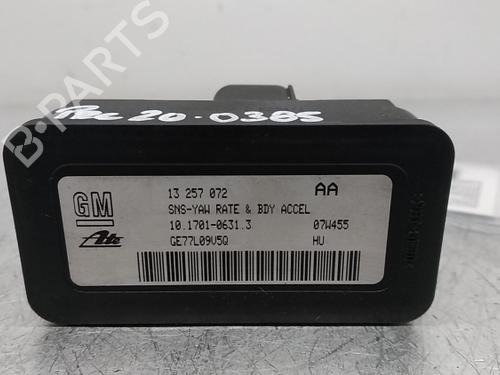 20-0385
B-PARTS
GM
13 257 072
AA
SNS-YAW RATE & BDY ACCEL
10.1701-0631.3
07W455
Ate
GE77L09V5Q
HU